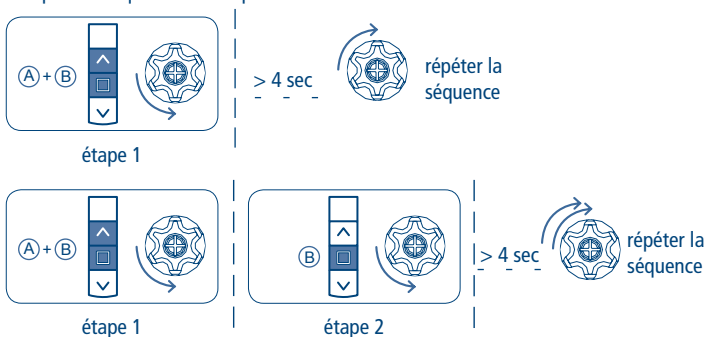 A + B
> 4 sec
répéter la
séquence
étape 1
A + B
B
> 4 sec
répéter la
séquence
étape 1
étape 2